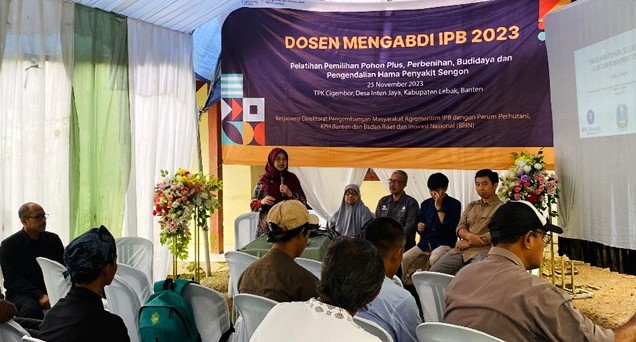 DOSEN MENGABDI IPB 2023
Pelatihan Pemilihan Pohon Plus, Perbenihan, Budidaya dan
Pengendalian Hama Penyakit Sengon
25 November 2023
TPK Cigembor, Desa Inten Jaya, Kabupaten Lebak, Banten
Kerjasama Direktorat Pengembangan Masyarakat Agromaritim IPB dengan Perum Perhutani,
KPH Banten dan Badan Riset dan Inovasi Nasional (BRIN)